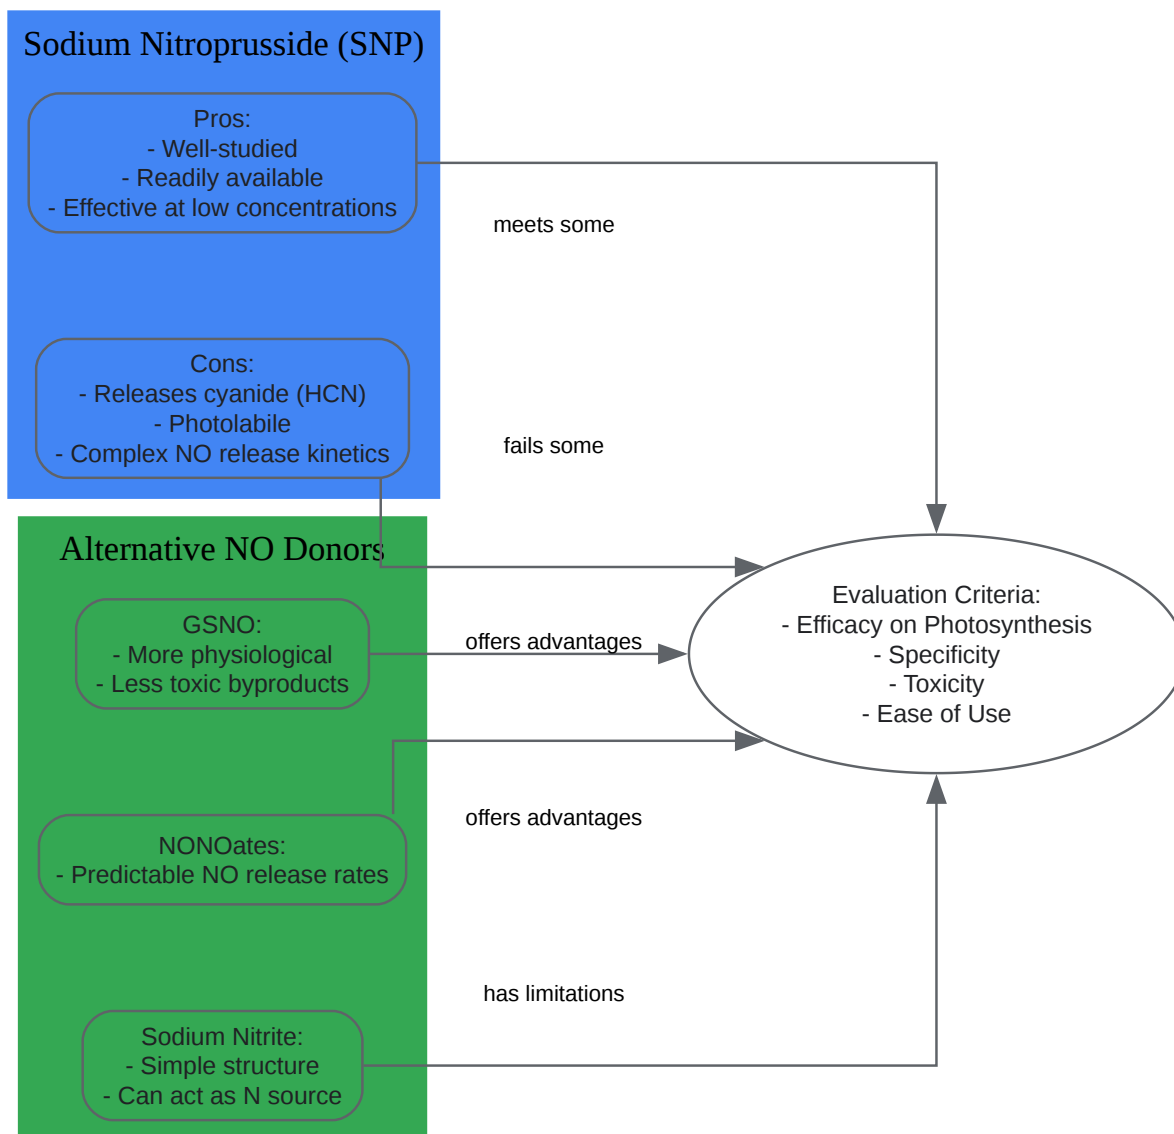 Sodium Nitroprusside (SNP)
Pros:
- Well-studied
- Readily available
- Effective at low concentrations
meets some
Cons:
- Releases cyanide (HCN)
- Photolabile
- Complex NO release kinetics
fails some
Alternative NO Donors
GSNO:
- More physiological
- Less toxic byproducts
offers advantages
Evaluation Criteria:
- Efficacy on Photosynthesis
- Specificity
- Toxicity
- Ease of Use
NONOates:
- Predictable NO release rates
offers advantages
has limitations
Sodium Nitrite:
- Simple structure
- Can act as N source